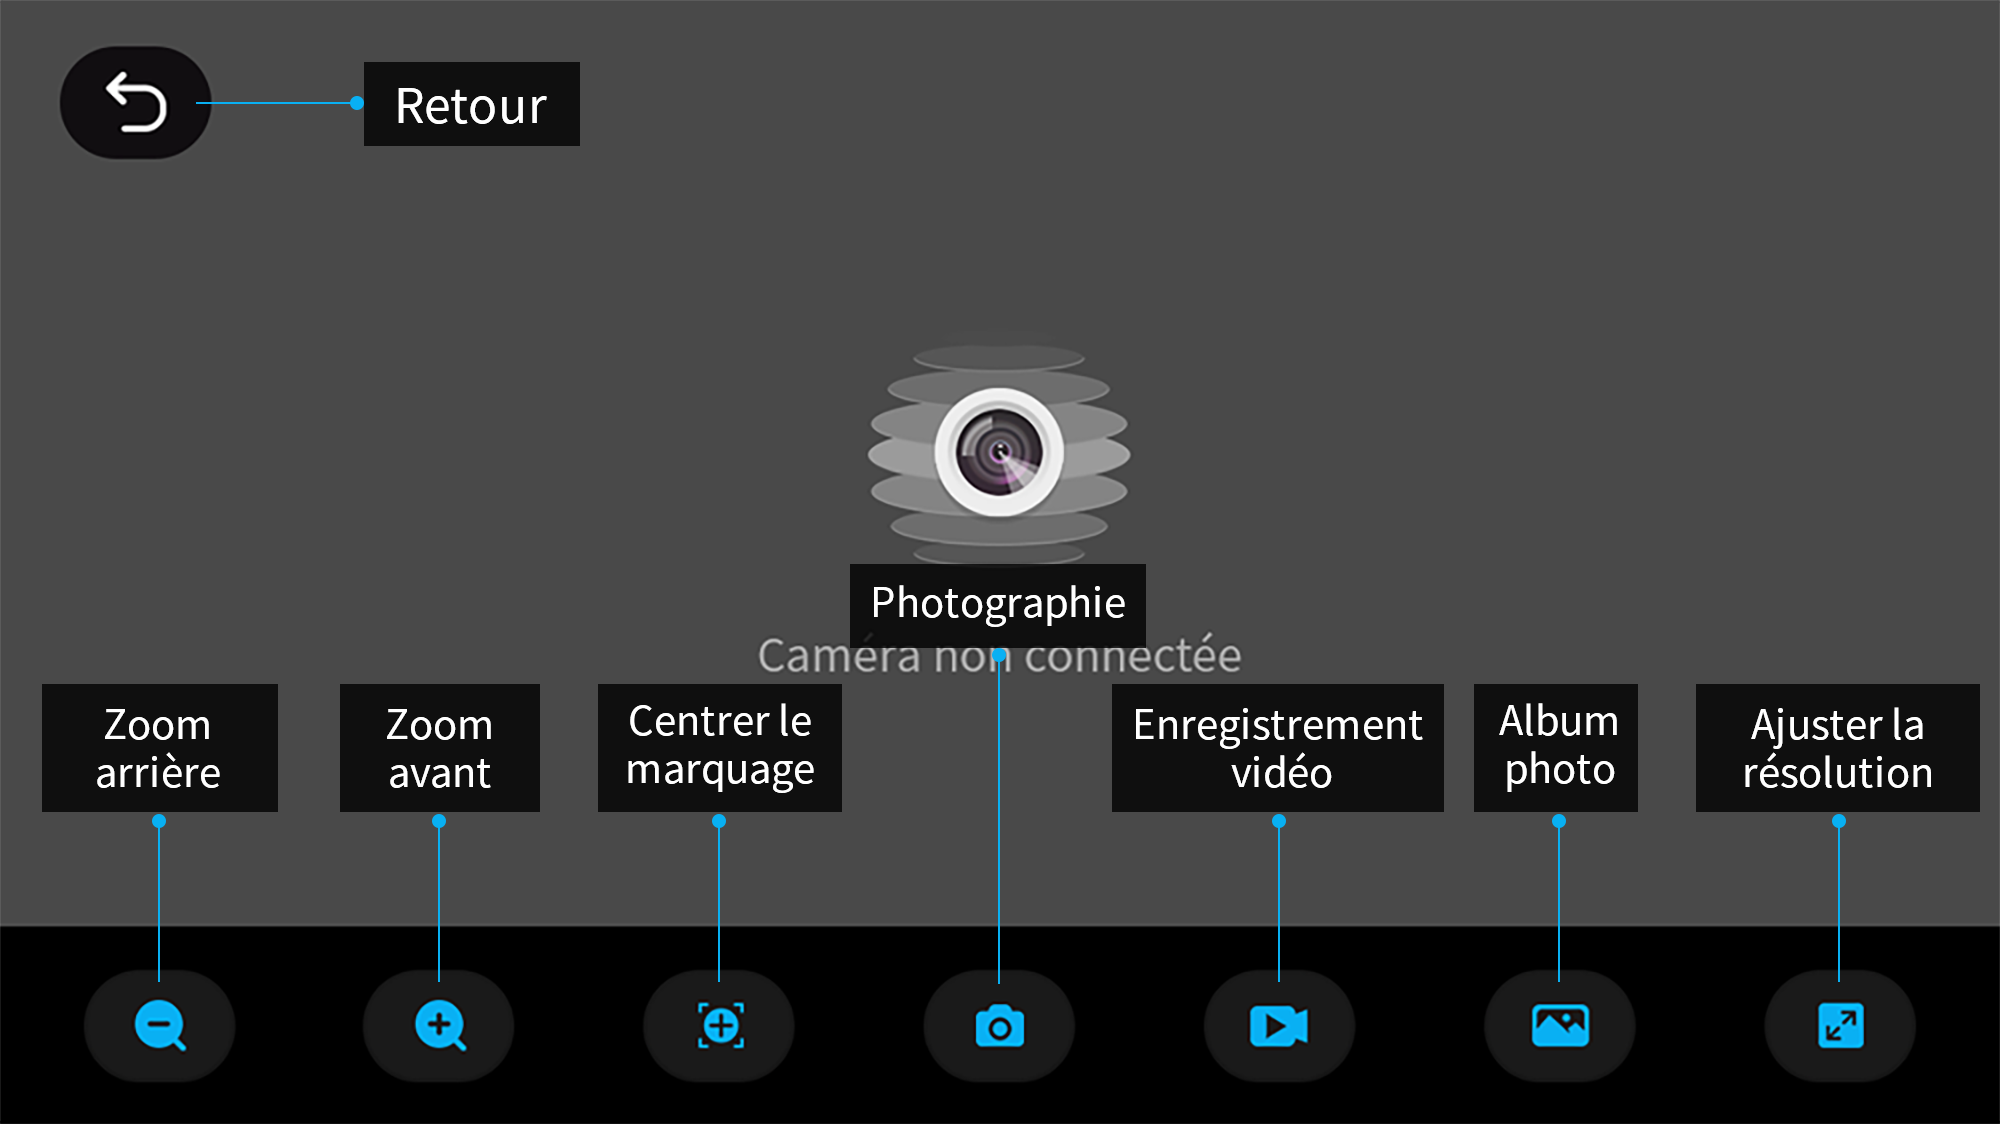 Retour
Photographie
Caméra non connectée
Zoom
arrière
Zoom
avant
Centrer le
marquage
Enregistrement
vidéo
Album
photo
Ajuster la
résolution